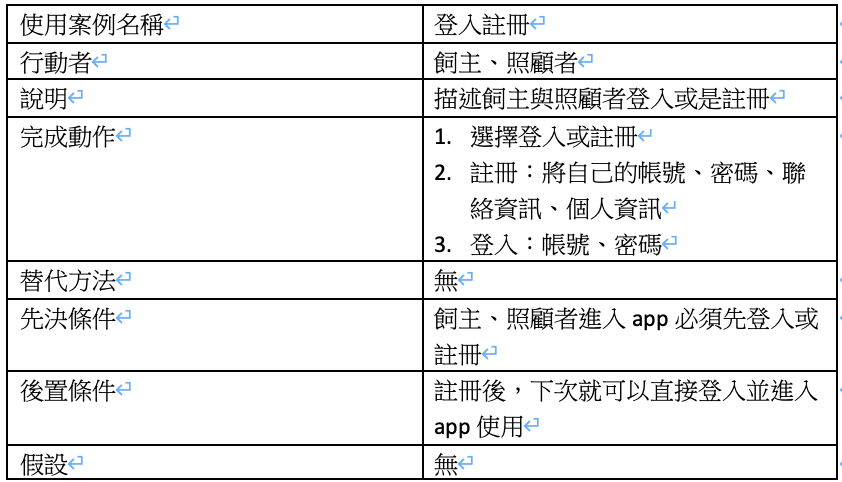 使用案例名稱 登入註冊
行動者 飼主、照顧者
說明 描述飼主與照顧者登入或是註冊
完成動作 1. 選擇登入或註冊
2. 註冊：將自己的帳號、密碼、聯
絡資訊、個人資訊
3. 登入：帳號、密碼
替代方法 無
先決條件 飼主、照顧者進入 app 必須先登入或
註冊
後置條件 註冊後，下次就可以直接登入並進入
app 使用
假設 無